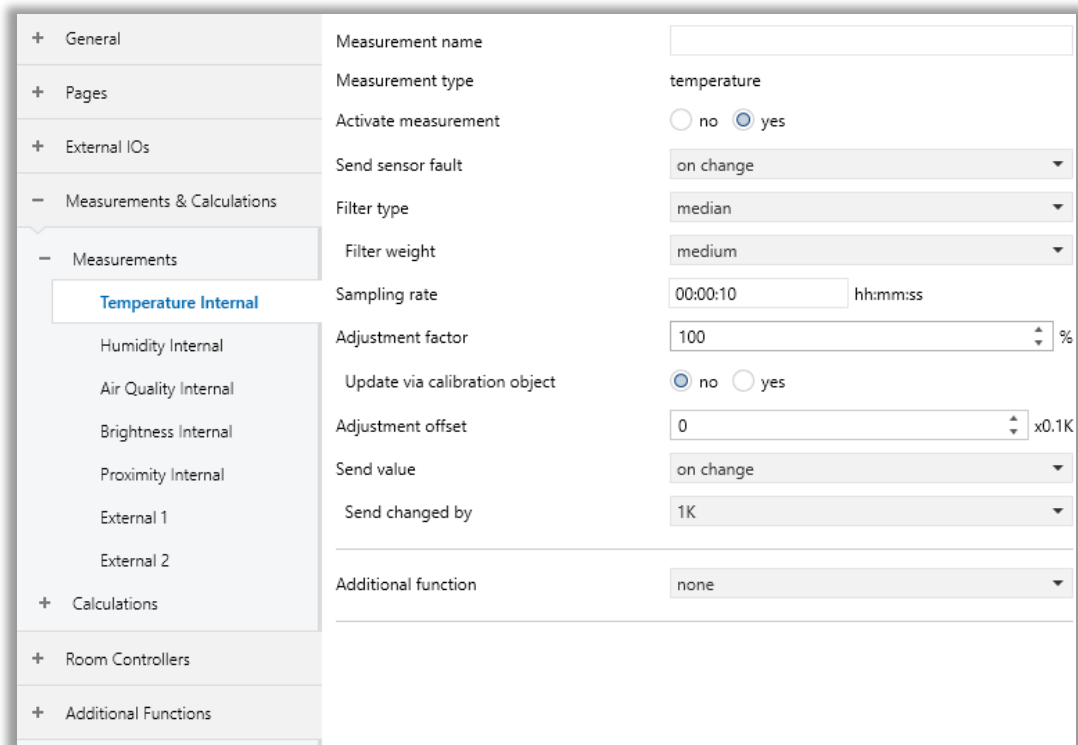 General
Pages
External IOs
Measurements & Calculations
Measurements
Temperature Internal
Humidity Internal
Air Quality Internal
Brightness Internal
Proximity Internal
External 1
External 2
Calculations
Room Controllers
Additional Functions
Measurement name
Measurement type temperature
Activate measurement no yes
Send sensor fault on change
Filter type median
Filter weight medium
Sampling rate 00:00:10 hh:mm:ss
Adjustment factor 100 %
Update via calibration object no yes
Adjustment offset 0 x0.1K
Send value on change
Send changed by 1K
Additional function none